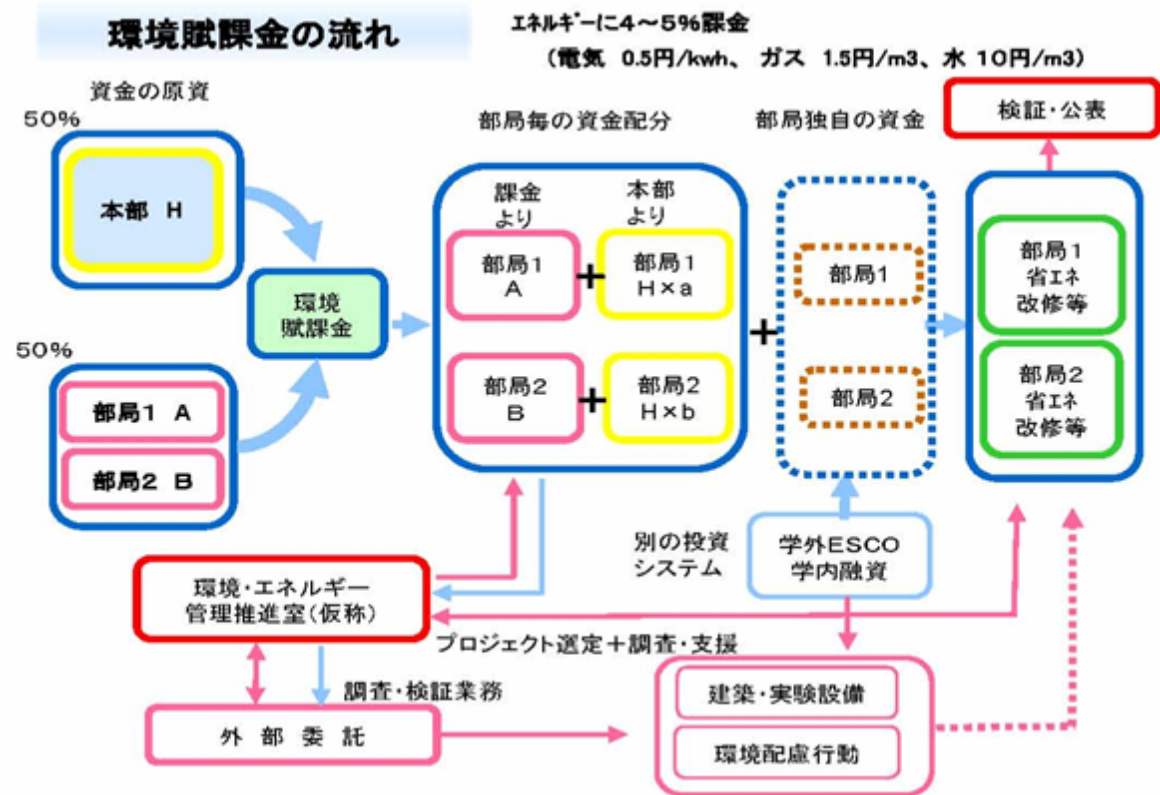 環境賦課金の流れ
エネルギーに4～5%課金
(電気 0.5円/kwh、 ガス 1.5円/m3、水 10円/m3)
資金の原資
50%
本部 H
50%
部局1 A
部局2 B
環境
賦課金
部局毎の資金配分
課金
より
本部
より
部局1
A
+
部局1
H×a
部局2
B
+
部局2
H×b
+
部局独自の資金
部局1
部局2
検証・公表
部局1
省エネ
改修等
部局2
省エネ
改修等
別の投資
システム
学外ESCO
学内融資
環境・エネルギー
管理推進室(仮称)
プロジェクト選定+調査・支援
調査・検証業務
外部委託
建築・実験設備
環境配慮行動